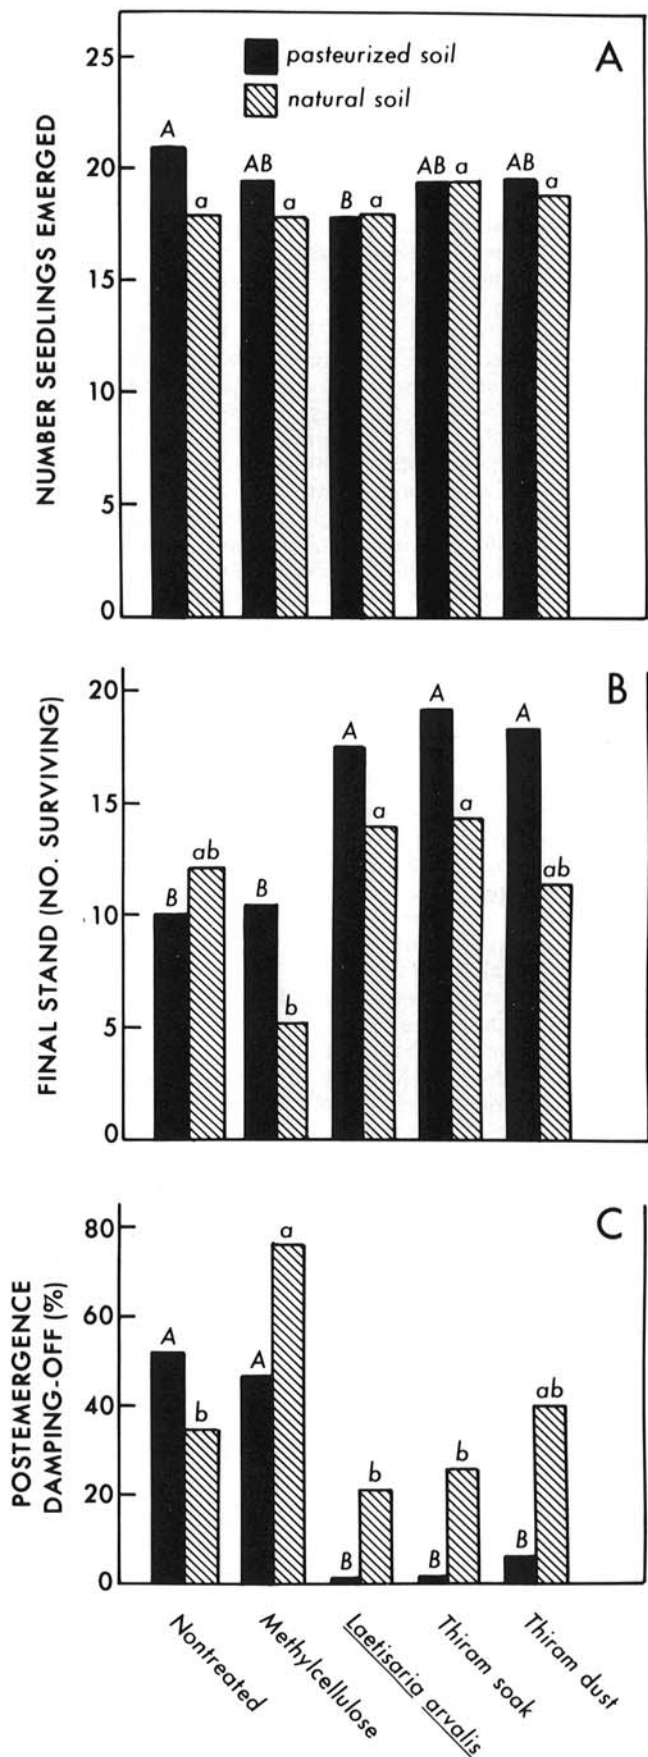 A
pasteurized soil
natural soil
NUMBER SEEDLINGS EMERGED
25
20
15
10
5
0
A
a
AB
a
B
a
AB
a
AB
a
B
FINAL STAND (NO. SURVIVING)
20
15
10
5
0
B
ab
B
b
A
a
A
a
A
ab
C
POSTEMERGENCE
DAMPING-OFF (%)
80
60
40
20
0
A
b
A
a
B
b
B
b
B
ab
Nontreated
Methylcellulose
Laetisaria arvalis
Thiram soak
Thiram dust